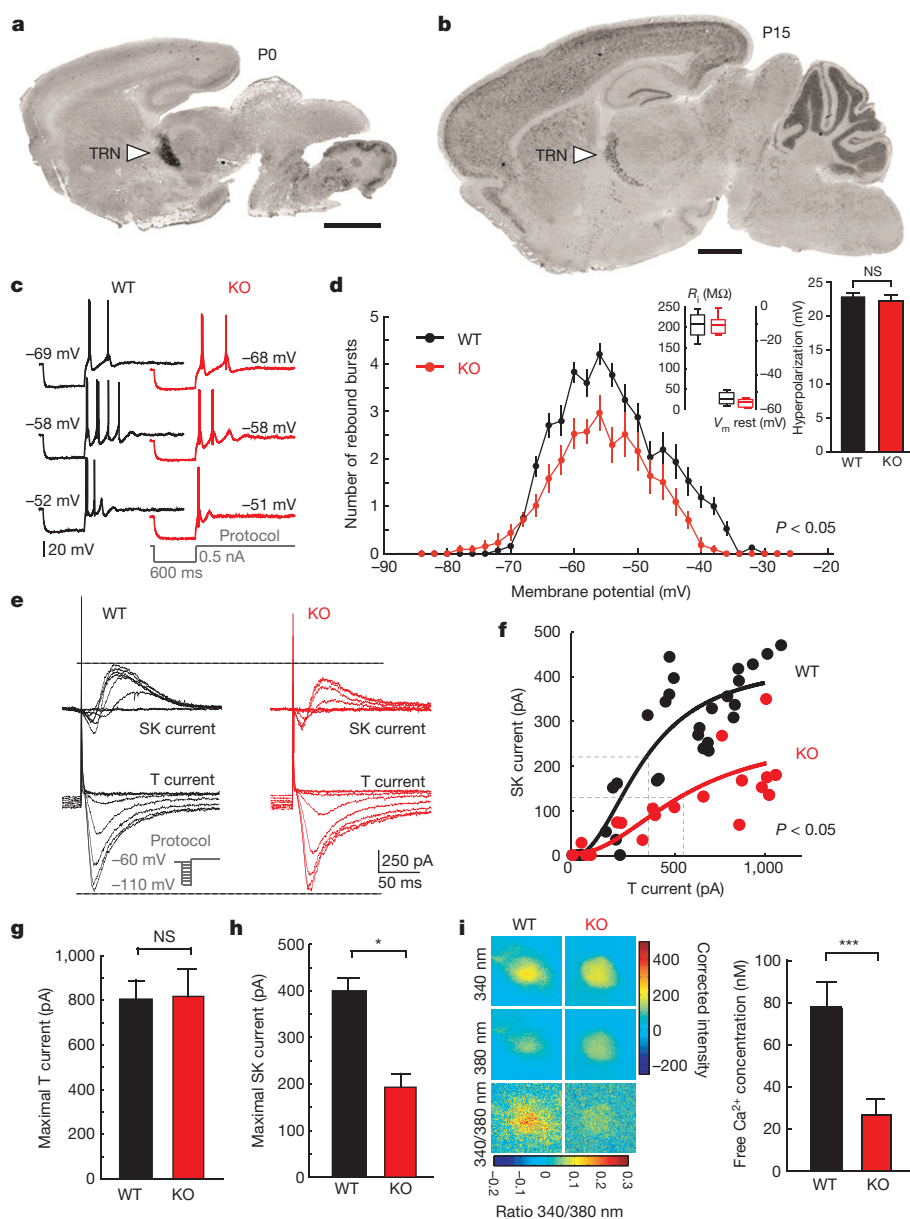 a
P0
TRN
b
P15
TRN
c
WT
KO
–69 mV
–68 mV
–58 mV
–58 mV
–52 mV
–51 mV
20 mV
Protocol
0.5 nA
600 ms
d
Number of rebound bursts
5
4
3
2
1
0
–90
–80
–70
–60
–50
–40
–30
–20
Membrane potential (mV)
WT
KO
P < 0.05
Ri (MΩ)
250
200
150
100
50
0
0
–20
–40
–60
Vm rest (mV)
Hyperpolarization (mV)
25
20
15
10
5
0
NS
WT
KO
e
WT
KO
SK current
SK current
T current
T current
Protocol
–60 mV
–110 mV
250 pA
50 ms
f
SK current (pA)
500
400
300
200
100
0
0
500
1,000
T current (pA)
WT
KO
P < 0.05
g
Maximal T current (pA)
1,000
800
600
400
200
0
NS
WT
KO
h
Maximal SK current (pA)
500
400
300
200
100
0
*
WT
KO
i
WT
KO
340 nm
380 nm
340/380 nm
400
200
0
–200
Corrected intensity
–0.2
–0.1
0
0.1
0.2
0.3
Ratio 340/380 nm
Free Ca2+ concentration (nM)
100
80
60
40
20
0
***
WT
KO